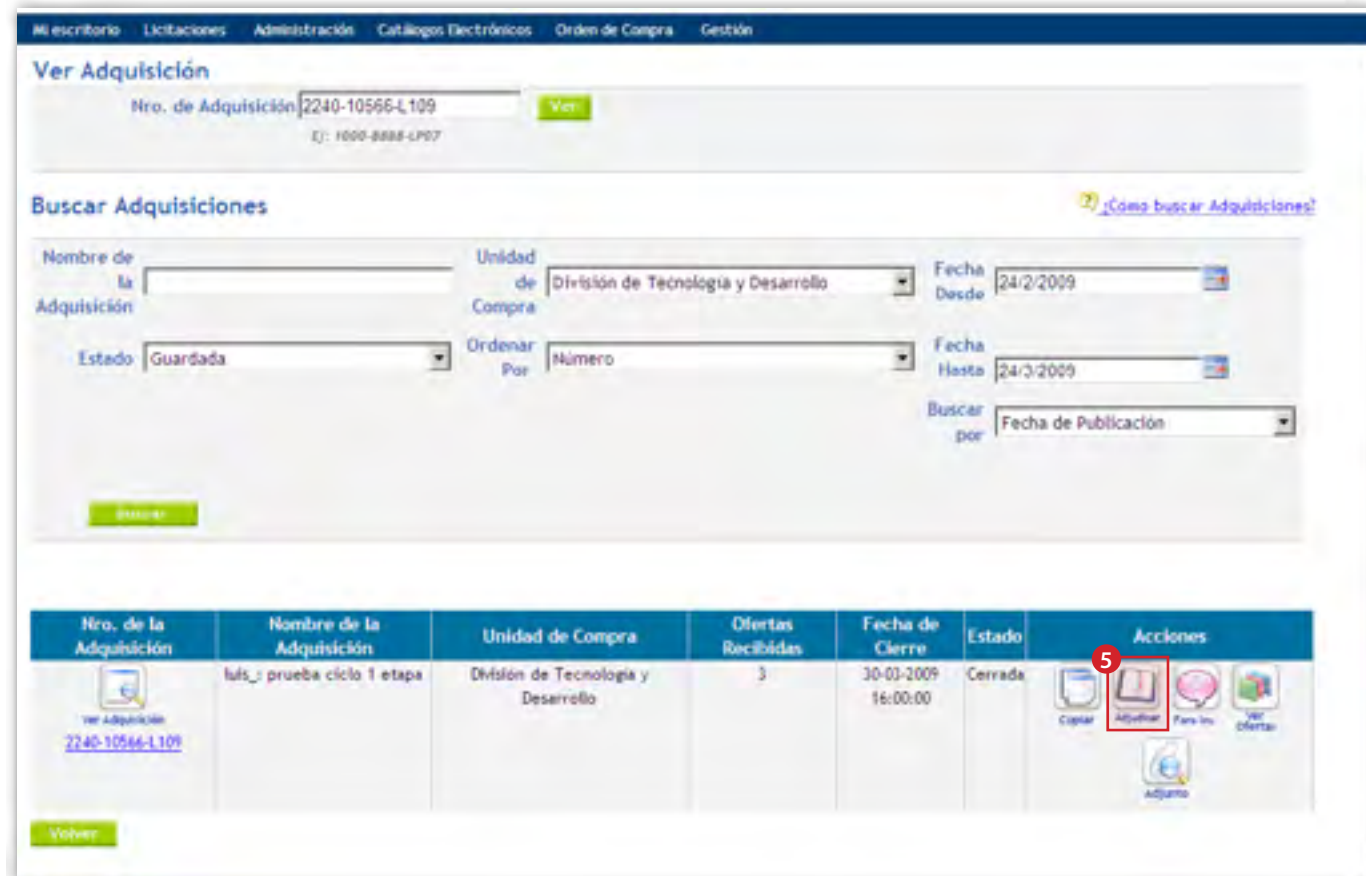 Mi escritorio Licitaciones Administración Catálogos Electrónicos Orden de Compra Gestión
Ver Adquisición
Nro. de Adquisición 2240-10566-L109 Ver
Ej: 1000-8888-LP07
Buscar Adquisiciones
¿Cómo buscar Adquisiciones?
Nombre de la Adquisición
Unidad de Compra División de Tecnología y Desarrollo
Fecha Desde 24/2/2009
Estado Guardada
Ordenar Por Número
Fecha Hasta 24/3/2009
Buscar por Fecha de Publicación
Buscar
Nro. de la Adquisición Nombre de la Adquisición Unidad de Compra Ofertas Recibidas Fecha de Cierre Estado Acciones
5
luis_: prueba ciclo 1 etapa División de Tecnología y Desarrollo 3 30-03-2009 16:00:00 Cerrada
Ver Adquisición
2240-10566-L109
Copiar Adjudicar Ver Ofertas
Adjunto
Volver